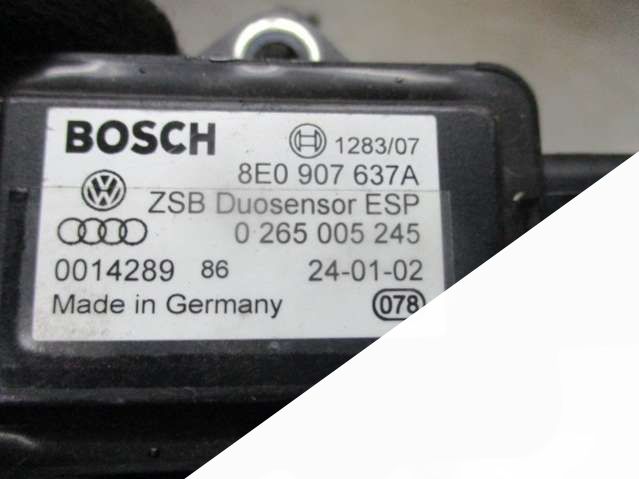 BOSCH 1283/07
8E0 907 637A
ZSB Duosensor ESP
0 265 005 245
0014289 86 24-01-02
Made in Germany 078